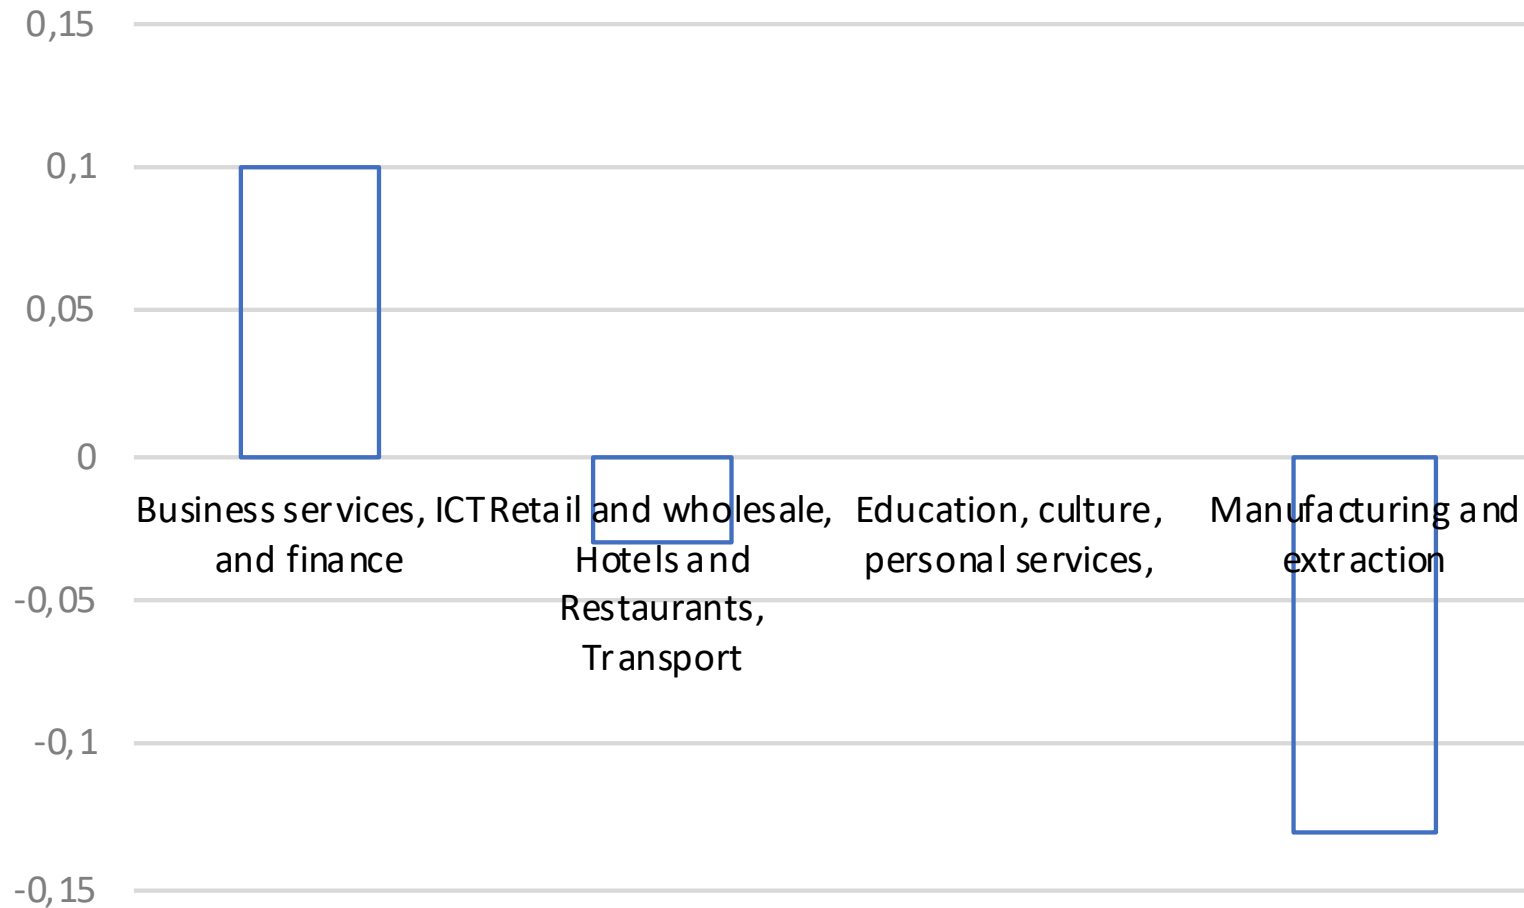 0,15
0,1
0,05
0
-0,05
-0,1
-0,15
Business services, ICT
and finance
Retail and wholesale,
Hotels and
Restaurants,
Transport
Education, culture,
personal services,
Manufacturing and
extraction